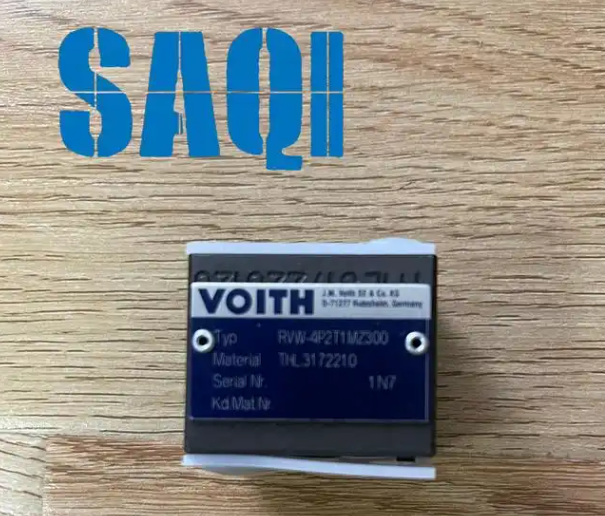 SAQI
VOITH
J.M. Voith SE & Co. KG
D-71277 Rutesheim, Germany
Typ RVW-4P2T1MZ300
Material THL3172210
Serial Nr. 1N7
Kd.Mat.Nr.